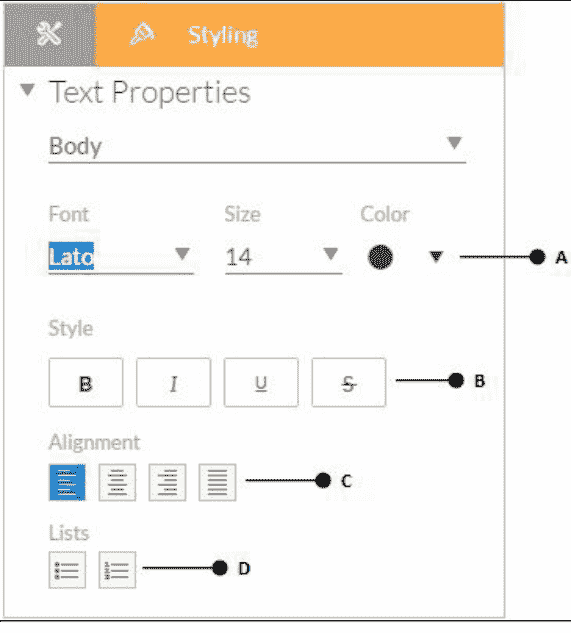 Styling
Text Properties
Body
Font Size Color
Lato 14 A
Style
B I U S B
Alignment
C
Lists
D